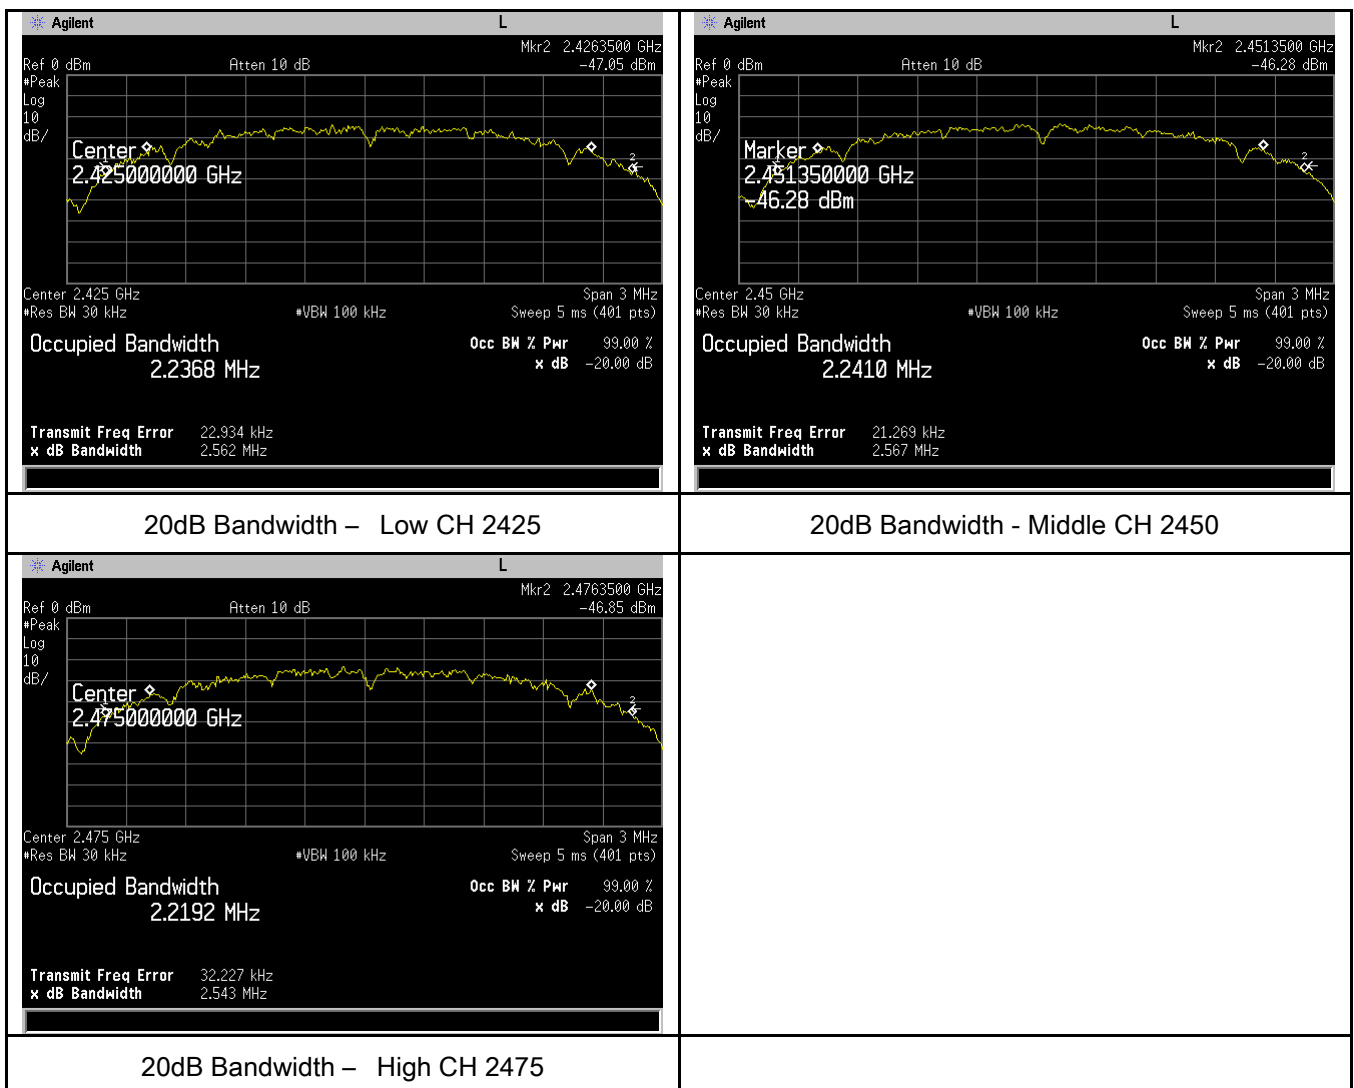 Agilent L
Mkr2 2.4263500 GHz
Ref 0 dBm Atten 10 dB -47.05 dBm
#Peak
Log
10
dB/
1
2
Center
2.425000000 GHz
Center 2.425 GHz Span 3 MHz
#Res BW 30 kHz #VBW 100 kHz Sweep 5 ms (401 pts)
Occupied Bandwidth Occ BW % Pwr 99.00 %
2.2368 MHz x dB -20.00 dB
Transmit Freq Error 22.934 kHz
x dB Bandwidth 2.562 MHz
20dB Bandwidth – Low CH 2425
Agilent L
Mkr2 2.4513500 GHz
Ref 0 dBm Atten 10 dB -46.28 dBm
#Peak
Log
10
dB/
1
2
Marker
2.451350000 GHz
-46.28 dBm
Center 2.45 GHz Span 3 MHz
#Res BW 30 kHz #VBW 100 kHz Sweep 5 ms (401 pts)
Occupied Bandwidth Occ BW % Pwr 99.00 %
2.2410 MHz x dB -20.00 dB
Transmit Freq Error 21.269 kHz
x dB Bandwidth 2.567 MHz
20dB Bandwidth - Middle CH 2450
Agilent L
Mkr2 2.4763500 GHz
Ref 0 dBm Atten 10 dB -46.85 dBm
#Peak
Log
10
dB/
1
2
Center
2.475000000 GHz
Center 2.475 GHz Span 3 MHz
#Res BW 30 kHz #VBW 100 kHz Sweep 5 ms (401 pts)
Occupied Bandwidth Occ BW % Pwr 99.00 %
2.2192 MHz x dB -20.00 dB
Transmit Freq Error 32.227 kHz
x dB Bandwidth 2.543 MHz
20dB Bandwidth – High CH 2475